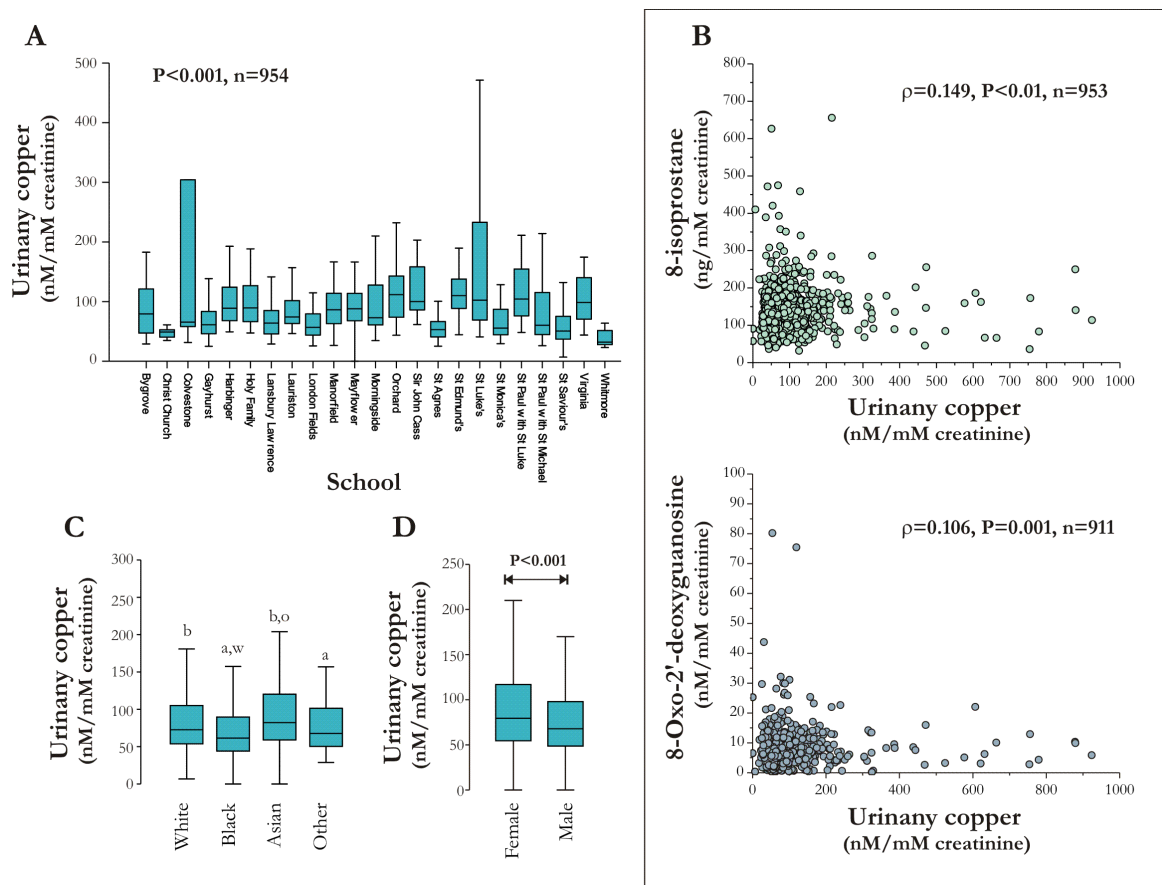 A
Urinany copper
(nM/mM creatinine)
500
400
300
200
100
0
P<0.001, n=954
Bygrove
Christ Church
Colvestone
Gayhurst
Harbinger
Holy Family
Lansbury Lawrence
Lauriston
London Fields
Manorfield
Mayflower
Morningside
Orchard
Sir John Cass
St Agnes
St Edmund's
St Luke's
St Monica's
St Paul with St Luke
St Paul with St Michael
St Saviour's
Virginia
Whitmore
School
B
8-isoprostane
(ng/mM creatinine)
800
700
600
500
400
300
200
100
0
ρ=0.149, P<0.01, n=953
0 100 200 300 400 500 600 700 800 900 1000
Urinany copper
(nM/mM creatinine)
8-Oxo-2'-deoxyguanosine
(nM/mM creatinine)
100
90
80
70
60
50
40
30
20
10
0
ρ=0.106, P=0.001, n=911
0 200 400 600 800 1000
Urinany copper
(nM/mM creatinine)
C
Urinany copper
(nM/mM creatinine)
300
250
200
150
100
50
0
b
a,w
b,o
a
White
Black
Asian
Other
D
Urinany copper
(nM/mM creatinine)
250
200
150
100
50
0
P<0.001
Female
Male